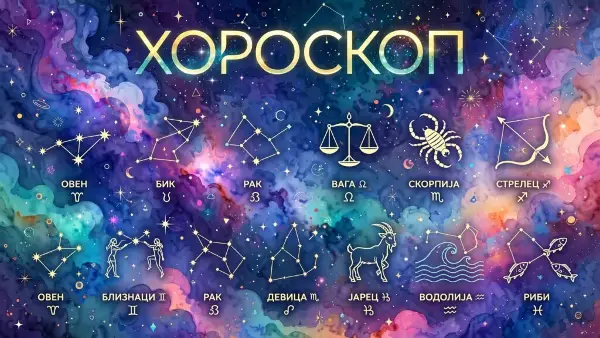 ХОРОСКОП
ОВЕН БИК РАК ВАГА Ω СКОРПИЈА СТРЕЛЕЦ ♐
♈ ♉ Ω ♏ ♐
ОВЕН БЛИЗНАЦИ ♊ РАК ДЕВИЦА ♏ ЈАРЕЦ ВОДОЛИЈА ♒ РИБИ
♈ ♊ ♒ ♓